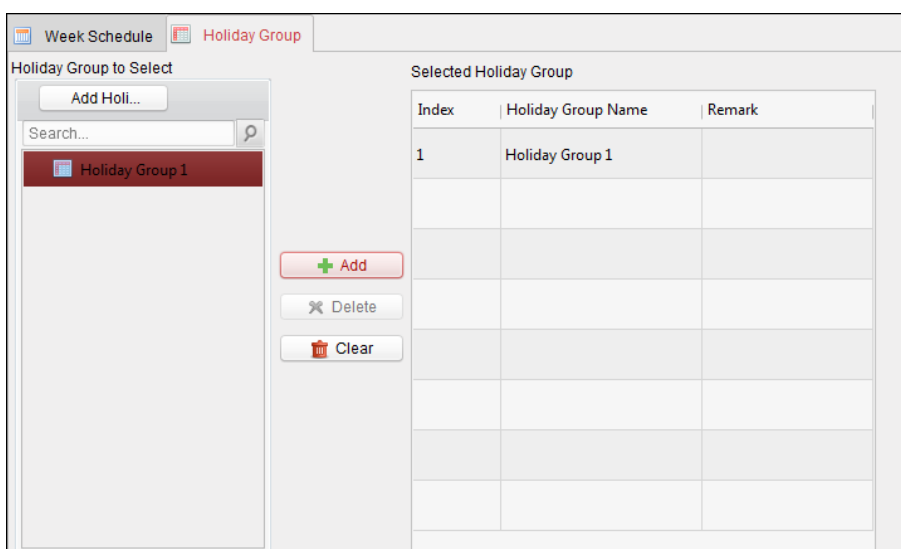 Week Schedule Holiday Group
Holiday Group to Select
Add Holi...
Search...
Holiday Group 1
Add
Delete
Clear
Selected Holiday Group
Index Holiday Group Name Remark
1 Holiday Group 1